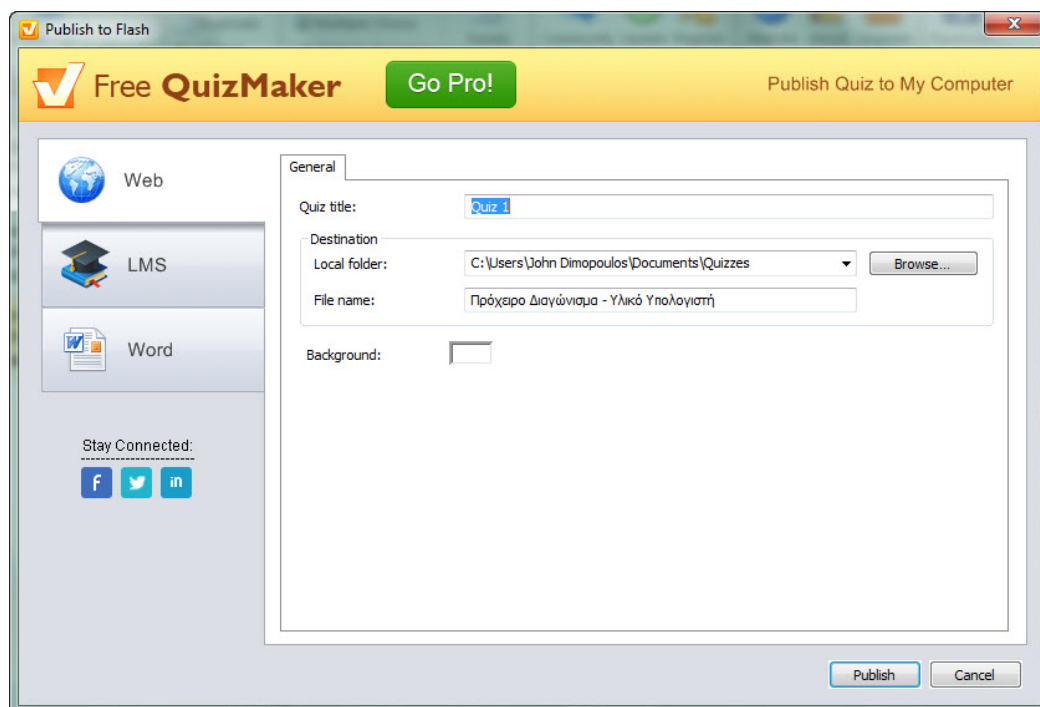 Publish to Flash
Free QuizMaker
Go Pro!
Publish Quiz to My Computer
Web
LMS
Word
Stay Connected:
General
Quiz title:
Quiz 1
Destination
Local folder:
C:\Users\John Dimopoulos\Documents\Quizzes
Browse...
File name:
Πρόχειρο Διαγώνισμα - Υλικό Υπολογιστή
Background:
Publish
Cancel